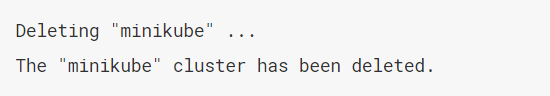 Deleting "minikube" ...
The "minikube" cluster has been deleted.